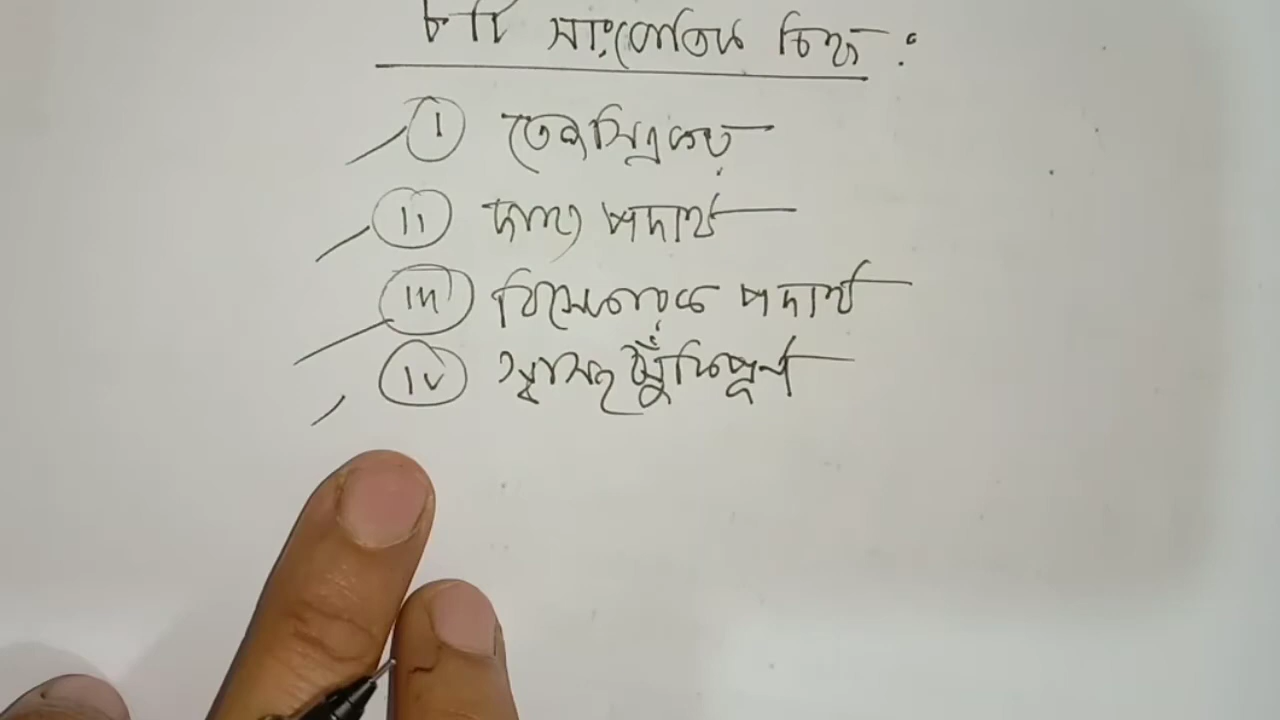 ৮টি সাংকেতিক চিহ্ন :
i তেজস্ক্রিয়
ii দাহ্য পদার্থ
iii বিস্ফোরক পদার্থ
iv স্বাস্থ্য ঝুঁকিপূর্ণ